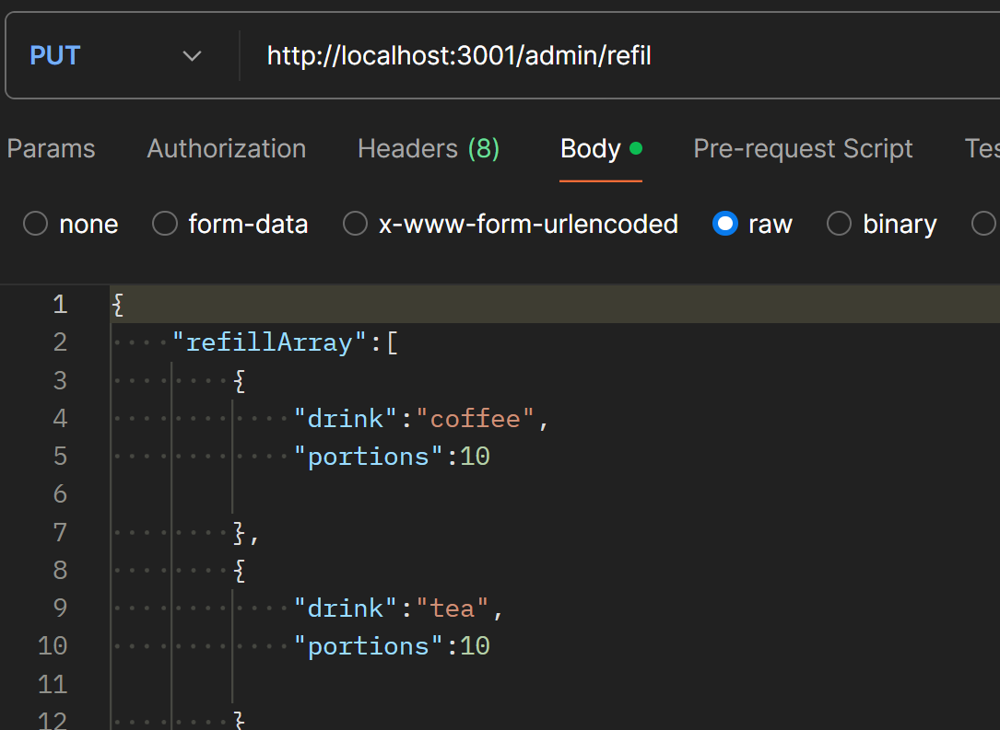 PUT http://localhost:3001/admin/refil
Params Authorization Headers (8) Body Pre-request Script Tes
none form-data x-www-form-urlencoded raw binary
1 {
2 "refillArray":[
3 {
4 "drink":"coffee",
5 "portions":10
6
7 },
8 {
9 "drink":"tea",
10 "portions":10
11
12 }